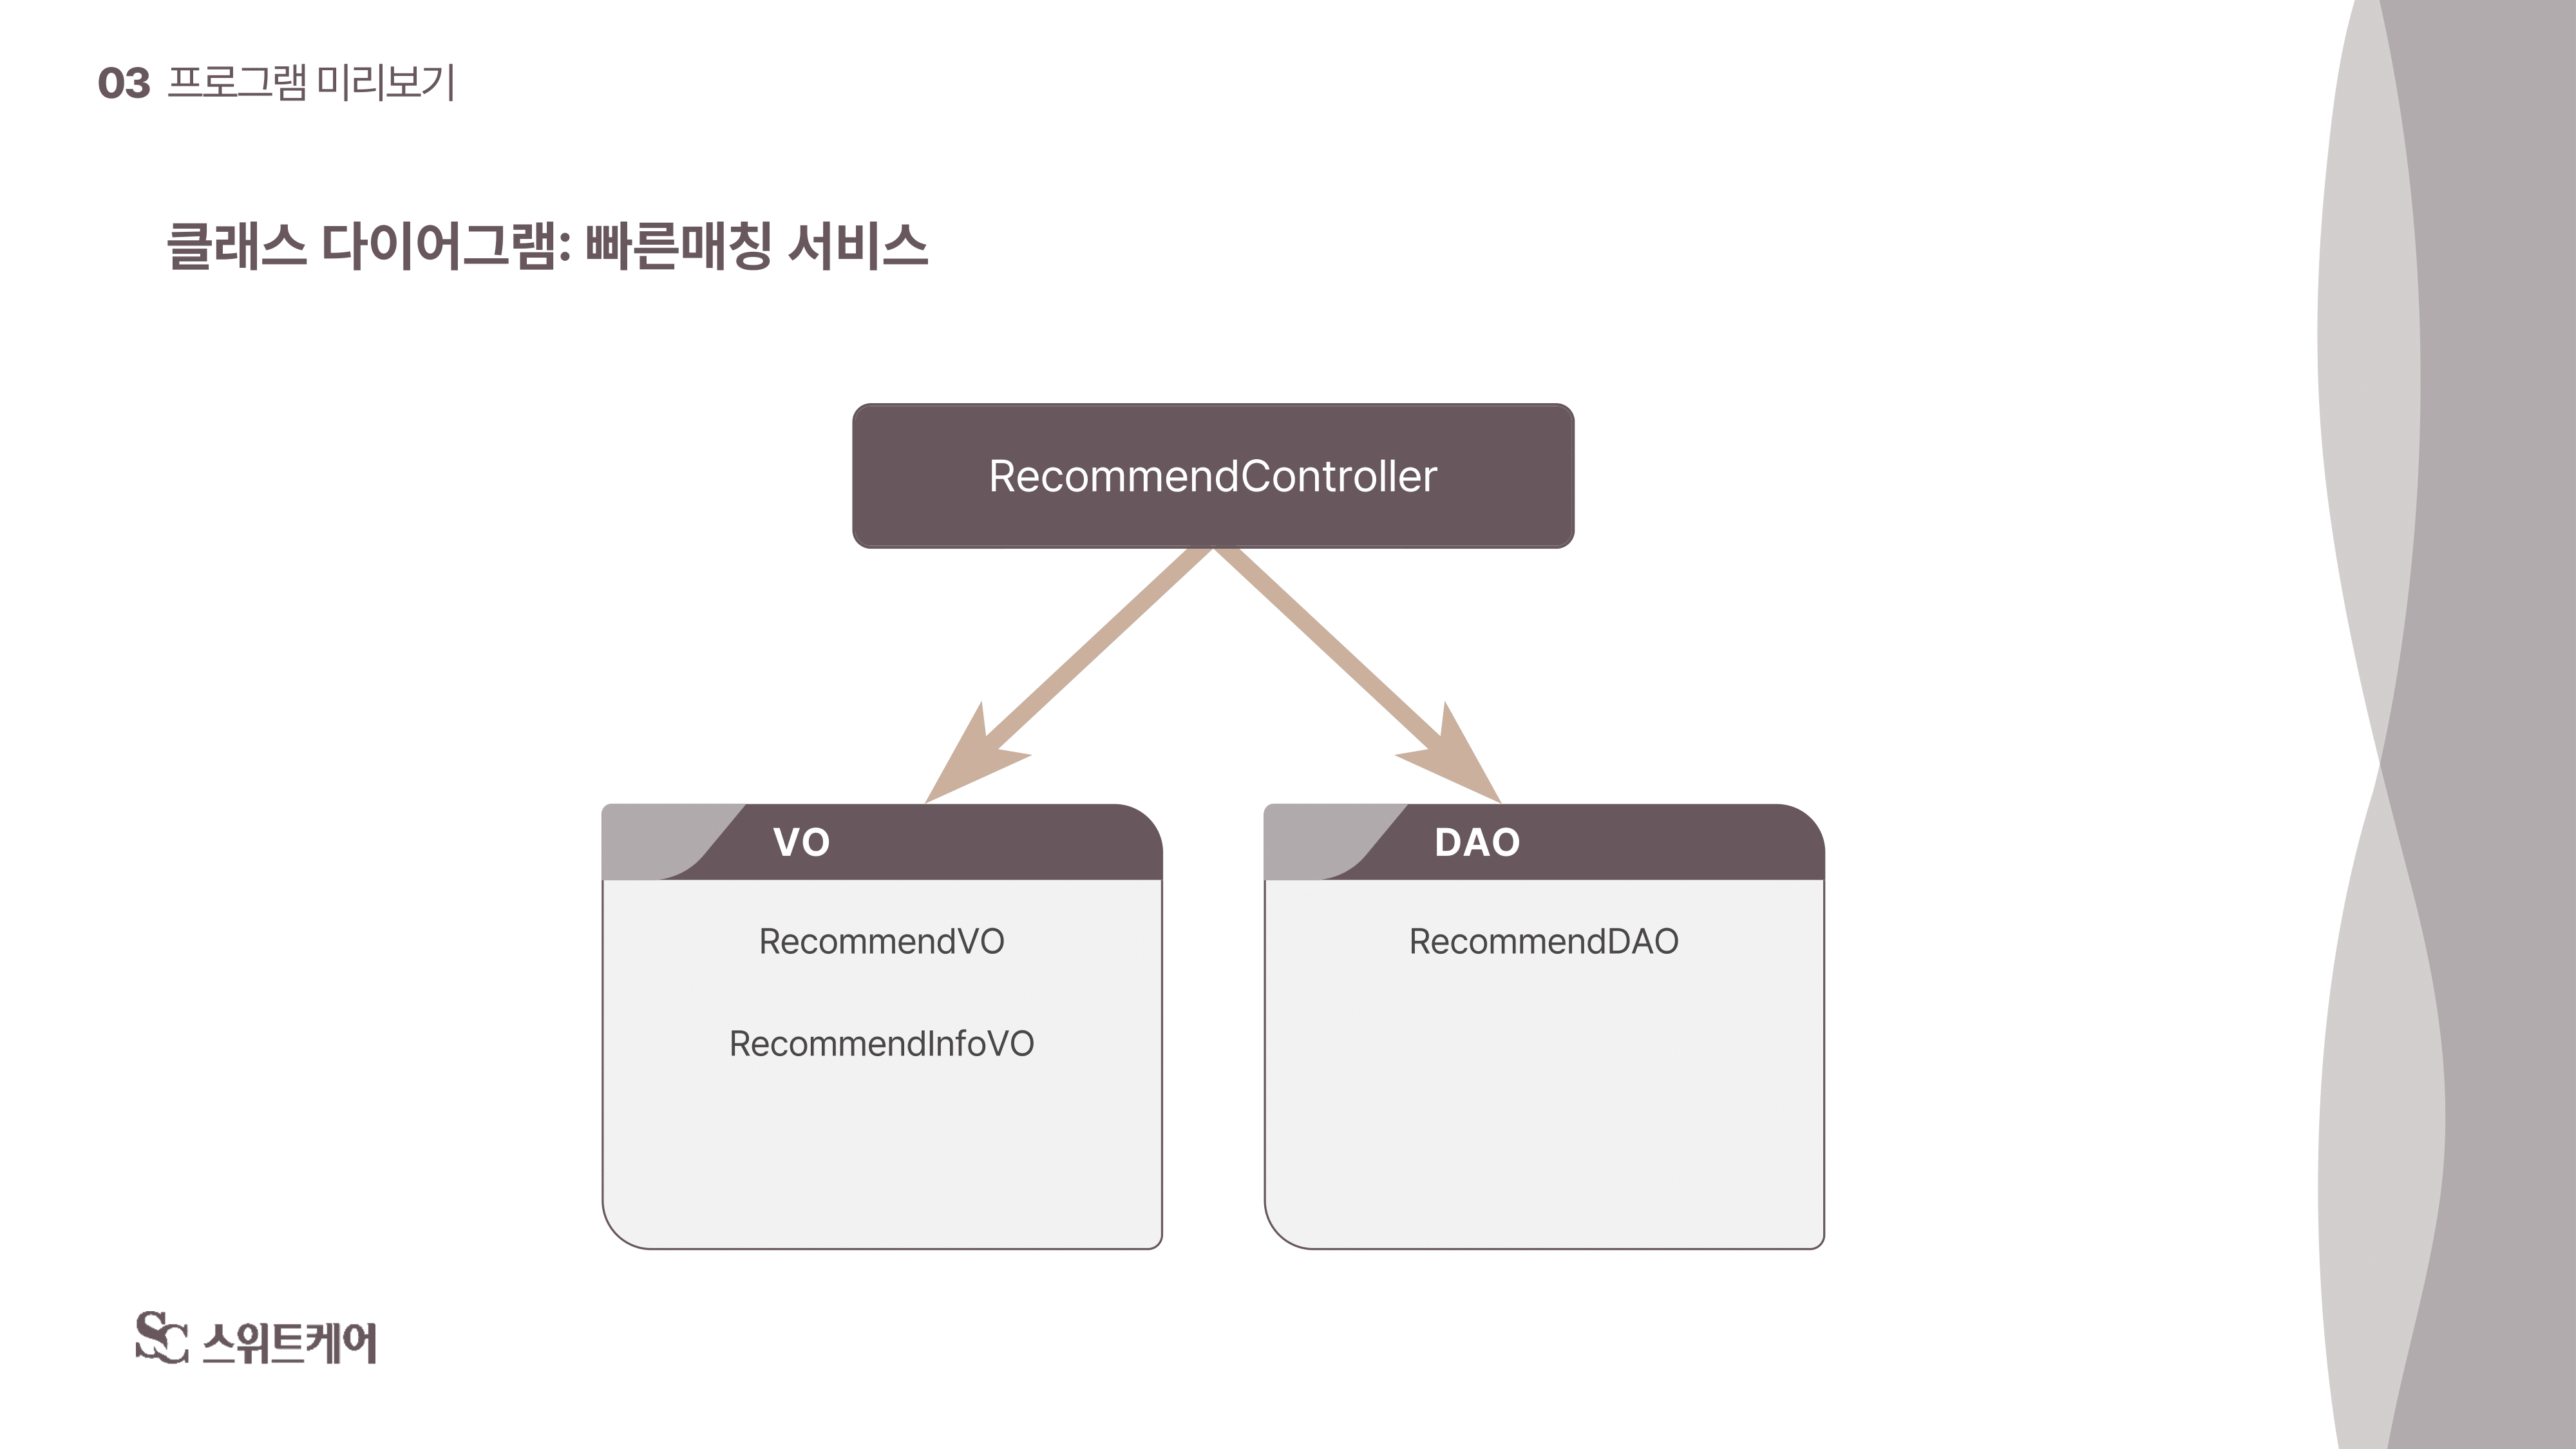 03 프로그램 미리보기
클래스 다이어그램: 빠른매칭 서비스
RecommendController
VO
RecommendVO
RecommendInfoVO
DAO
RecommendDAO
SC 스위트케어